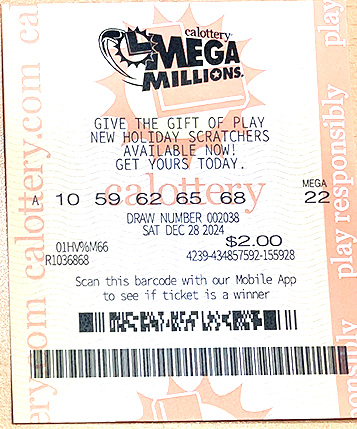 calottery
MEGA
MILLIONS
GIVE THE GIFT OF PLAY
NEW HOLIDAY SCRATCHERS
AVAILABLE NOW!
GET YOURS TODAY.
calottery
MEGA
A 10 59 62 65 68 22
DRAW NUMBER 002038
SAT DEC 28 2024
$2.00
01HV%6M66
R1036868 4239-434857592-155928
Scan this barcode with our Mobile App
to see if ticket is a winner
calottery.com
play responsibly